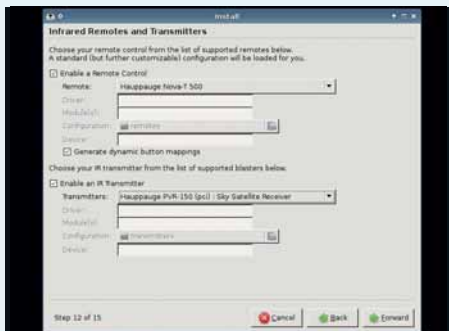 Install
Infrared Remotes and Transmitters
Choose your remote control from the list of supported remotes below.
A standard (but further customizable) configuration will be loaded for you.
Enable a Remote Control
Remote: Hauppauge Nova-T 500
Driver:
Module(s):
Configuration: remotes
Device:
Generate dynamic button mappings
Choose your IR transmitter from the list of supported blasters below.
Enable an IR Transmitter
Transmitters: Hauppauge PVR-150 (pci) : Sky Satellite Receiver
Driver:
Module(s):
Configuration: transmitters
Device:
Step 12 of 15
Cancel Back Forward